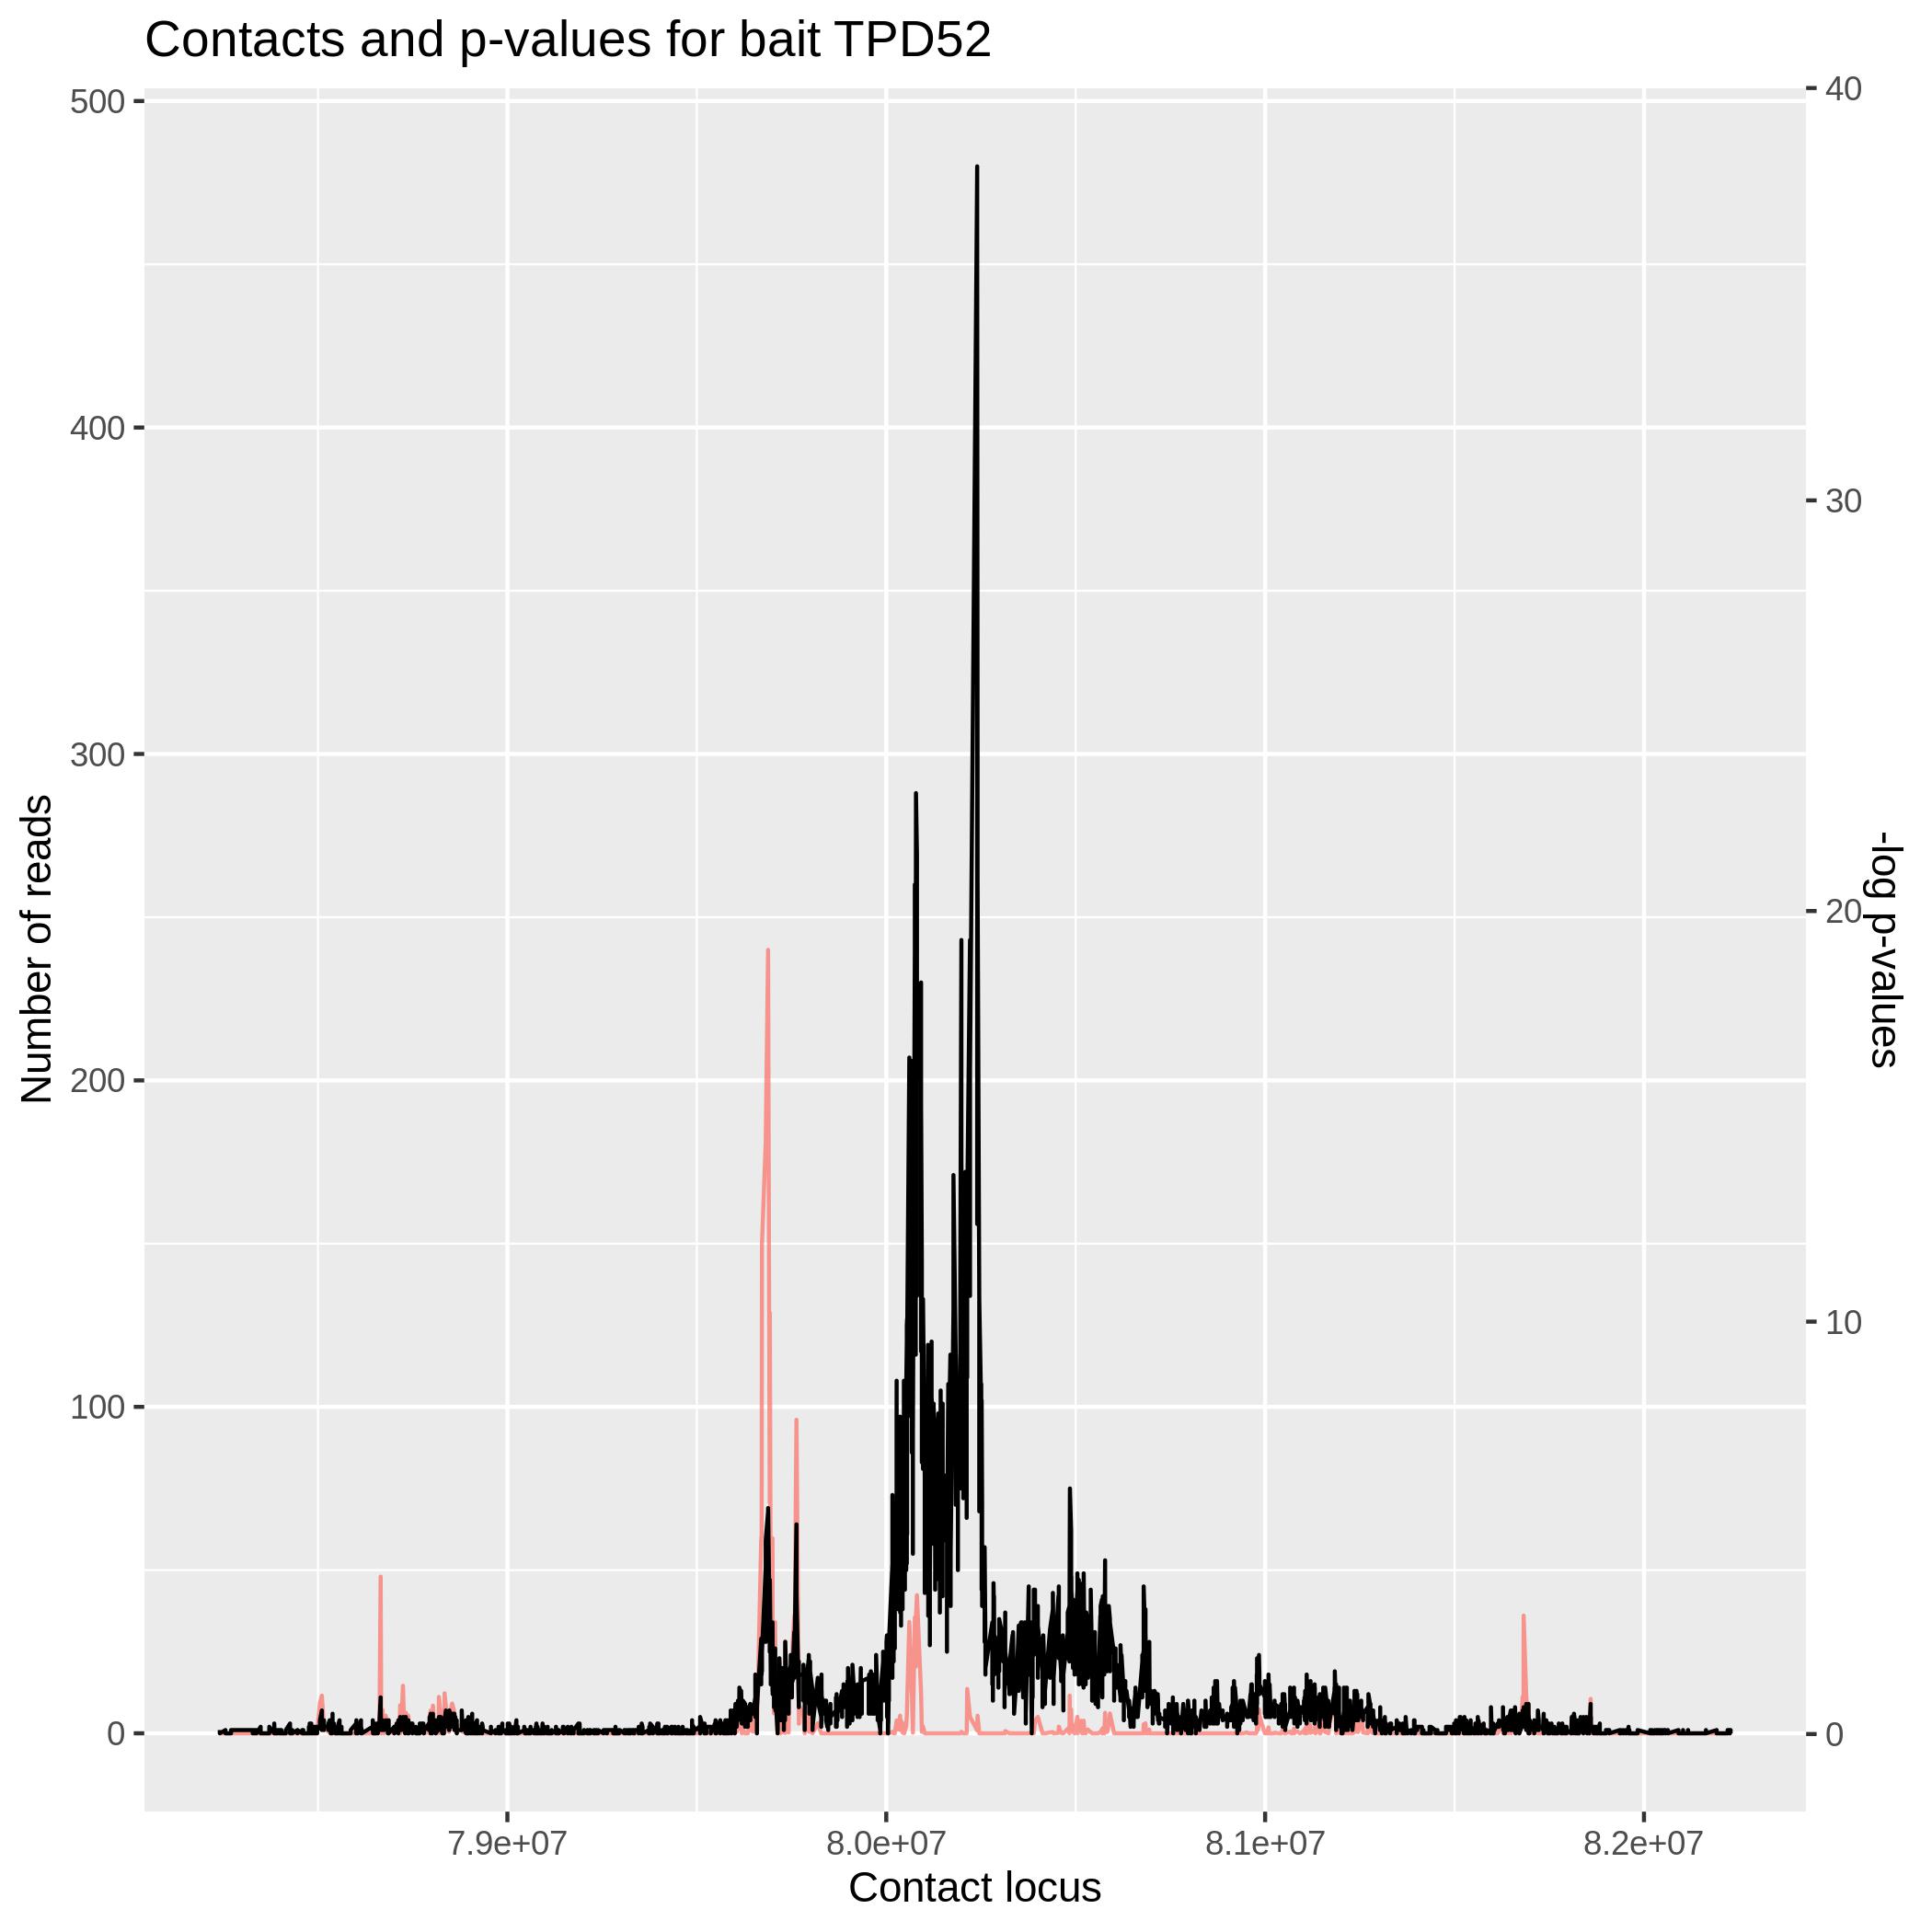 Contacts and p-values for bait TPD52
500
400
300
200
100
0
Number of reads
40
30
20
10
0
-log p-values
7.9e+07 8.0e+07 8.1e+07 8.2e+07
Contact locus